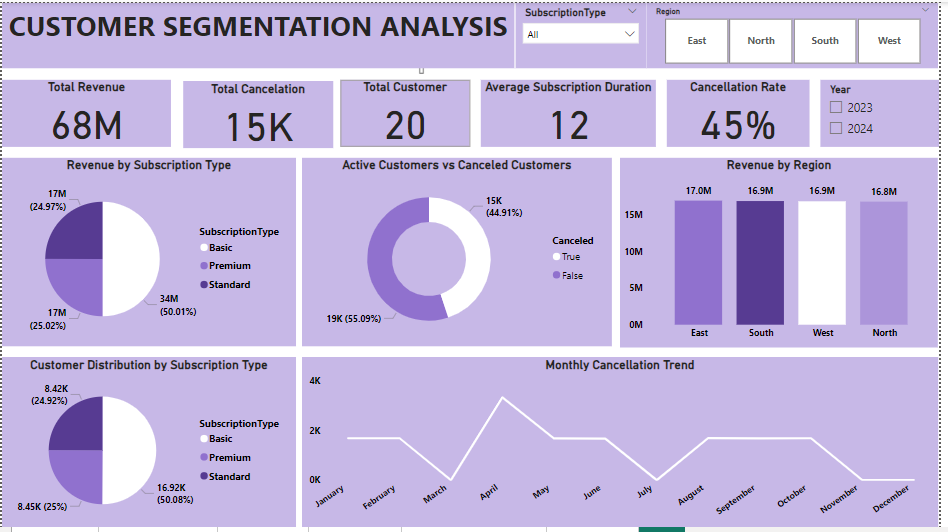 CUSTOMER SEGMENTATION ANALYSIS
SubscriptionType
All
Region
East
North
South
West
Total Revenue
68M
Total Cancelation
15K
Total Customer
20
Average Subscription Duration
12
Cancellation Rate
45%
Year
2023
2024
Revenue by Subscription Type
17M
(24.97%)
17M
(25.02%)
34M
(50.01%)
SubscriptionType
Basic
Premium
Standard
Active Customers vs Canceled Customers
15K
(44.91%)
19K (55.09%)
Canceled
True
False
Revenue by Region
17.0M
16.9M
16.9M
16.8M
15M
10M
5M
0M
East
South
West
North
Customer Distribution by Subscription Type
8.42K
(24.92%)
8.45K (25%)
16.92K
(50.08%)
SubscriptionType
Basic
Premium
Standard
Monthly Cancellation Trend
4K
2K
0K
January
February
March
April
May
June
July
August
September
October
November
December